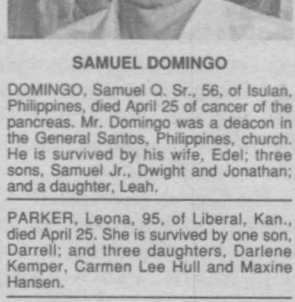 SAMUEL DOMINGO
DOMINGO, Samuel Q. Sr., 56, of Isulan,
Philippines, died April 25 of cancer of the
pancreas. Mr. Domingo was a deacon in
the General Santos, Philippines, church.
He is survived by his wife, Edel; three
sons, Samuel Jr., Dwight and Jonathan;
and a daughter, Leah.
PARKER, Leona, 95, of Liberal, Kan.,
died April 25. She is survived by one son,
Darrell; and three daughters, Darlene
Kemper, Carmen Lee Hull and Maxine
Hansen.